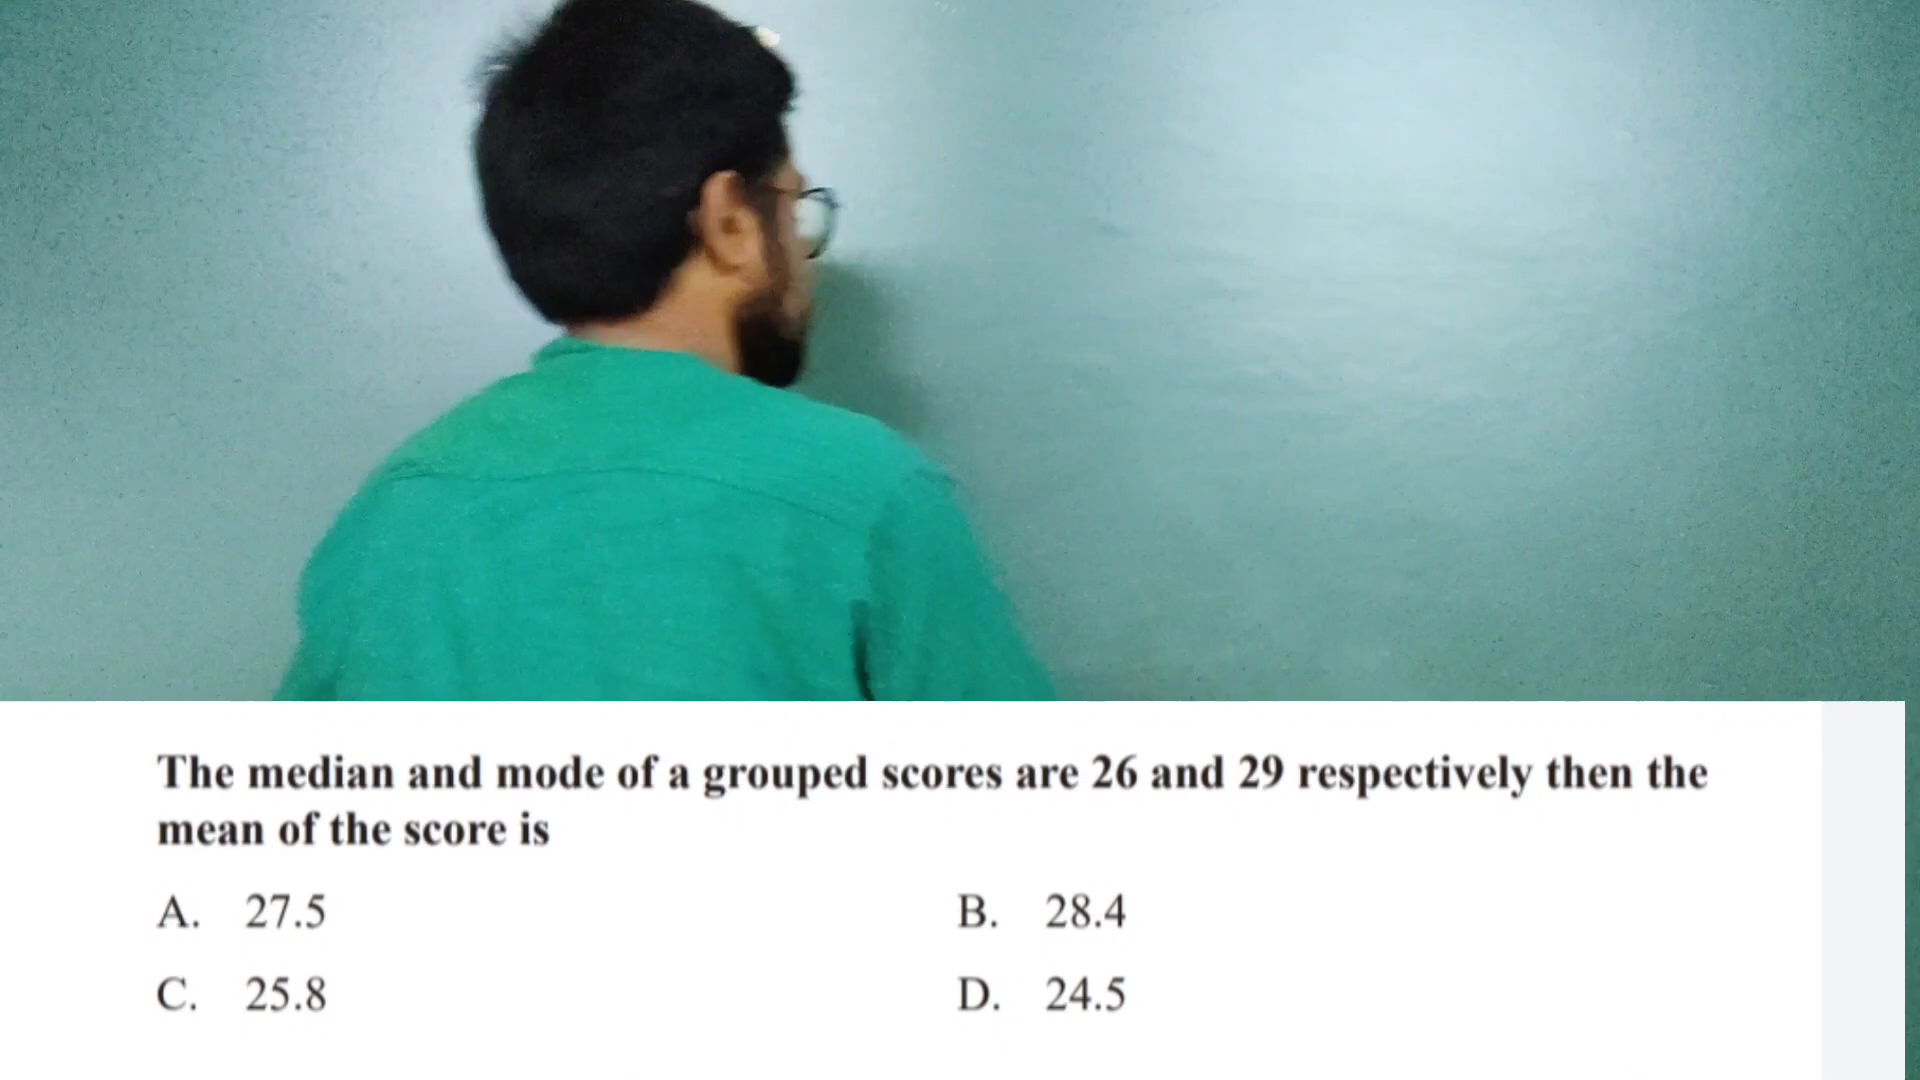 The median and mode of a grouped scores are 26 and 29 respectively then the
mean of the score is
A. 27.5 B. 28.4
C. 25.8 D. 24.5